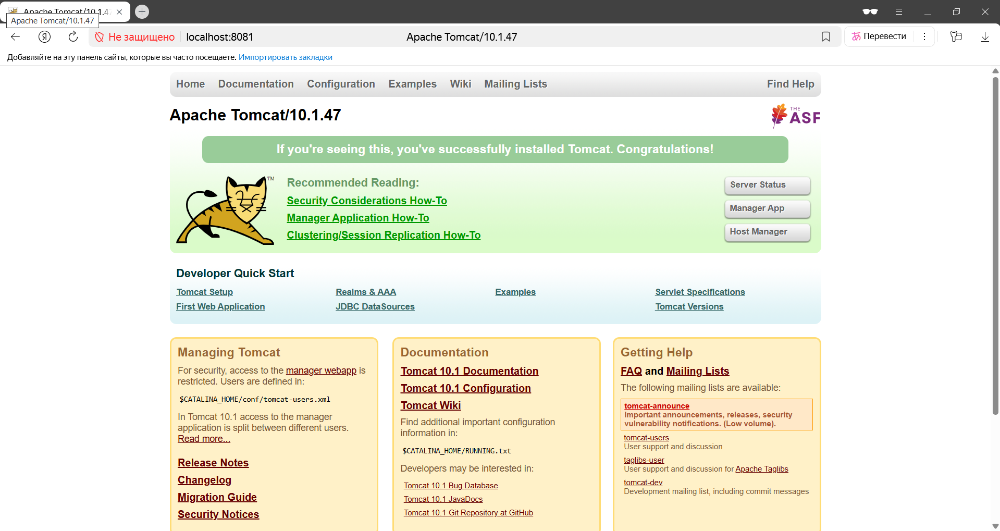 Apache Tomcat/10.1.47
Apache Tomcat/10.1.47
Не защищено
localhost:8081
Apache Tomcat/10.1.47
Перевести
Добавляйте на эту панель сайты, которые вы часто посещаете. Импортировать закладки
Home Documentation Configuration Examples Wiki Mailing Lists Find Help
Apache Tomcat/10.1.47
THE
ASF
If you're seeing this, you've successfully installed Tomcat. Congratulations!
TM
Recommended Reading:
Security Considerations How-To
Manager Application How-To
Clustering/Session Replication How-To
Server Status
Manager App
Host Manager
Developer Quick Start
Tomcat Setup
First Web Application
Realms & AAA
JDBC DataSources
Examples
Servlet Specifications
Tomcat Versions
Managing Tomcat
For security, access to the manager webapp is
restricted. Users are defined in:
$CATALINA_HOME/conf/tomcat-users.xml
In Tomcat 10.1 access to the manager
application is split between different users.
Read more...
Release Notes
Changelog
Migration Guide
Security Notices
Documentation
Tomcat 10.1 Documentation
Tomcat 10.1 Configuration
Tomcat Wiki
Find additional important configuration
information in:
$CATALINA_HOME/RUNNING.txt
Developers may be interested in:
Tomcat 10.1 Bug Database
Tomcat 10.1 JavaDocs
Tomcat 10.1 Git Repository at GitHub
Getting Help
FAQ and Mailing Lists
The following mailing lists are available:
tomcat-announce
Important announcements, releases, security
vulnerability notifications. (Low volume).
tomcat-users
User support and discussion
taglibs-user
User support and discussion for Apache Taglibs
tomcat-dev
Development mailing list, including commit messages